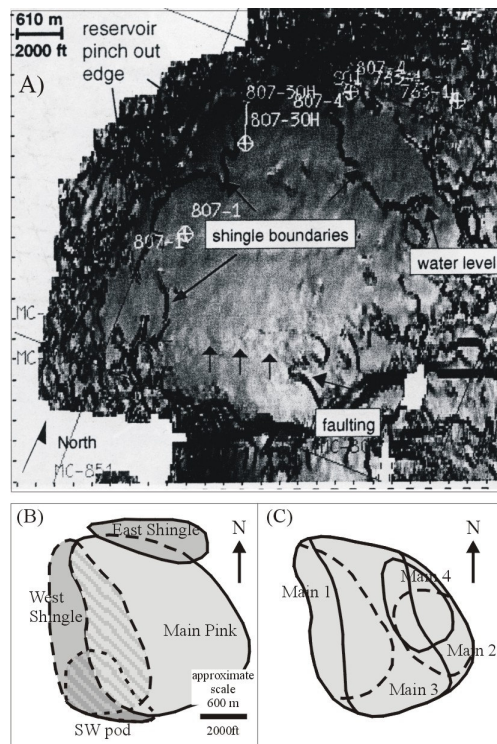 610 m
2000 ft
reservoir
pinch out
edge
A)
807-30H
807-30H
807-4
807-4
763-1
807-1
807-1
shingle boundaries
water level
MC-
MC-
faulting
North
MC-851
(B)
East Shingle
N
West
Shingle
Main Pink
approximate
scale
600 m
2000ft
SW pod
(C)
N
Main 1
Main 4
Main 2
Main 3